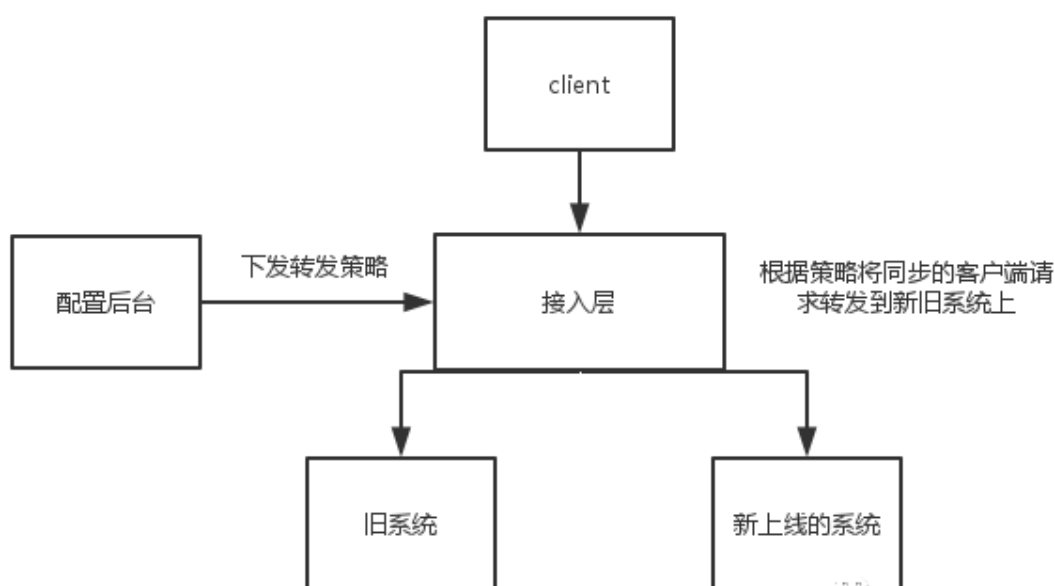 client
下发转发策略
配置后台
接入层
根据策略将同步的客户端请
求转发到新旧系统上
旧系统
新上线的系统